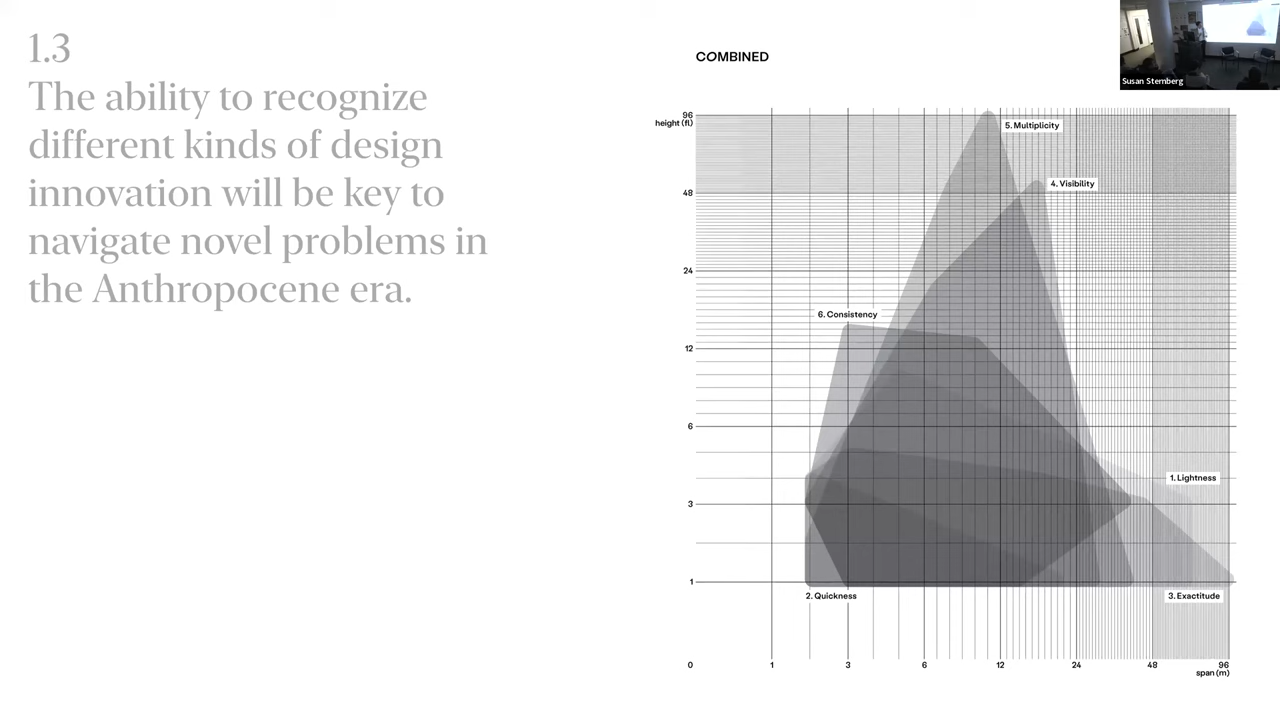 1.3
The ability to recognize
different kinds of design
innovation will be key to
navigate novel problems in
the Anthropocene era.
COMBINED
Susan Sternberg
96
height (fl)
5. Multiplicity
4. Visibility
48
24
6. Consistency
12
6
1. Lightness
3
1
2. Quickness
3. Exactitude
0 1 3 6 12 24 48 96
span (m)